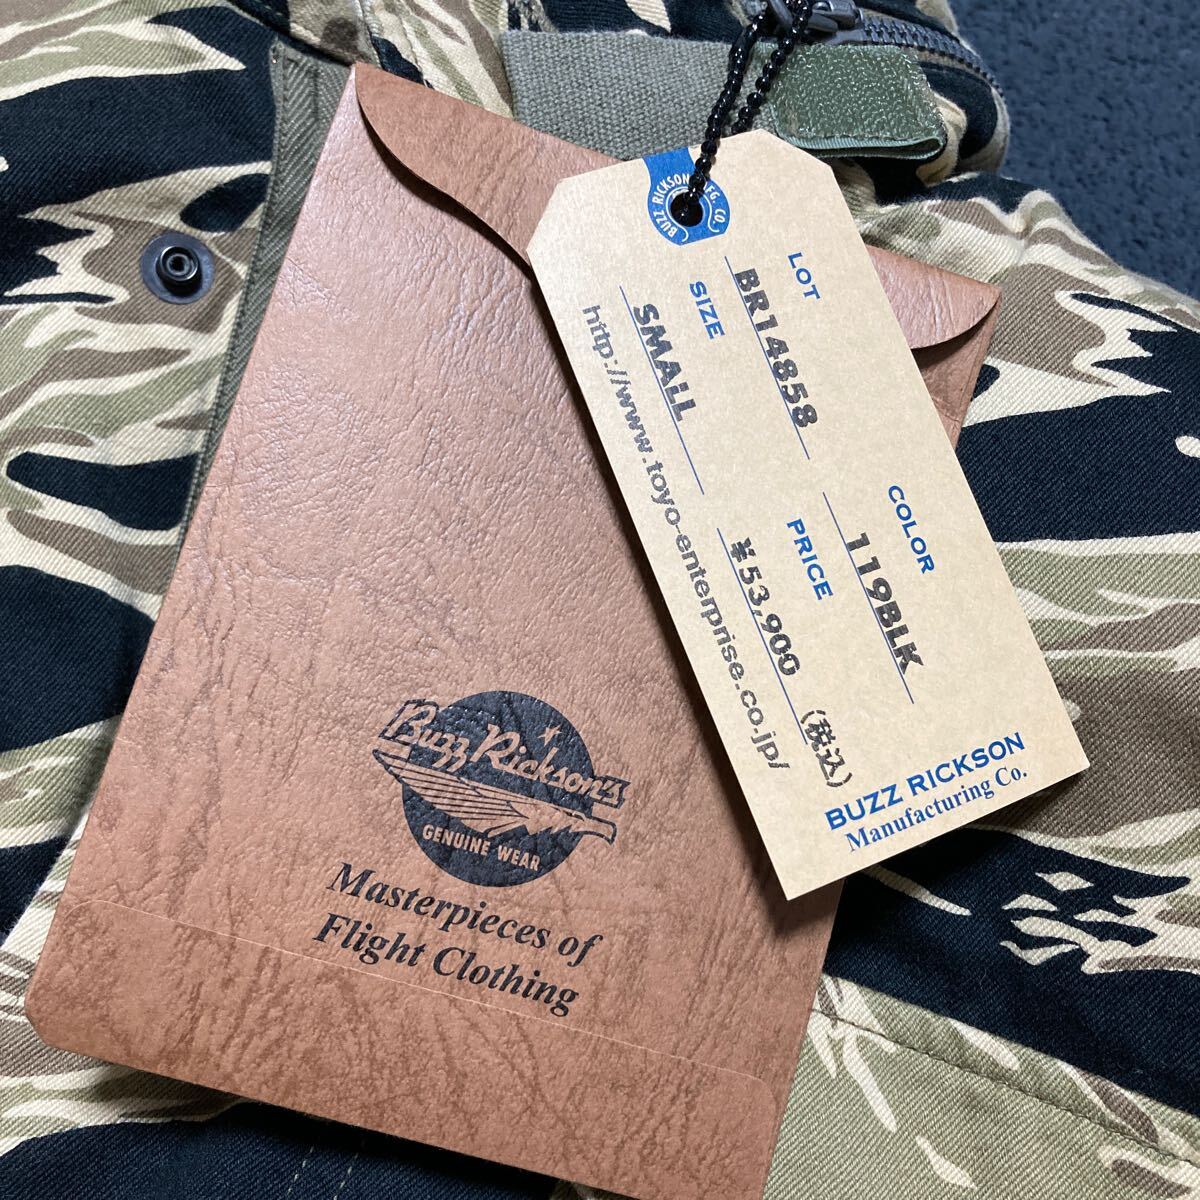 BUZZ RICKSON MFG. CO.
LOT
BR14858
COLOR
119BLK
SIZE
SMALL
PRICE
¥53,900
(税込)
http://www.toyo-enterprise.co.jp/
BUZZ RICKSON
Manufacturing Co.
Buzz Rickson's
GENUINE WEAR
Masterpieces of
Flight Clothing